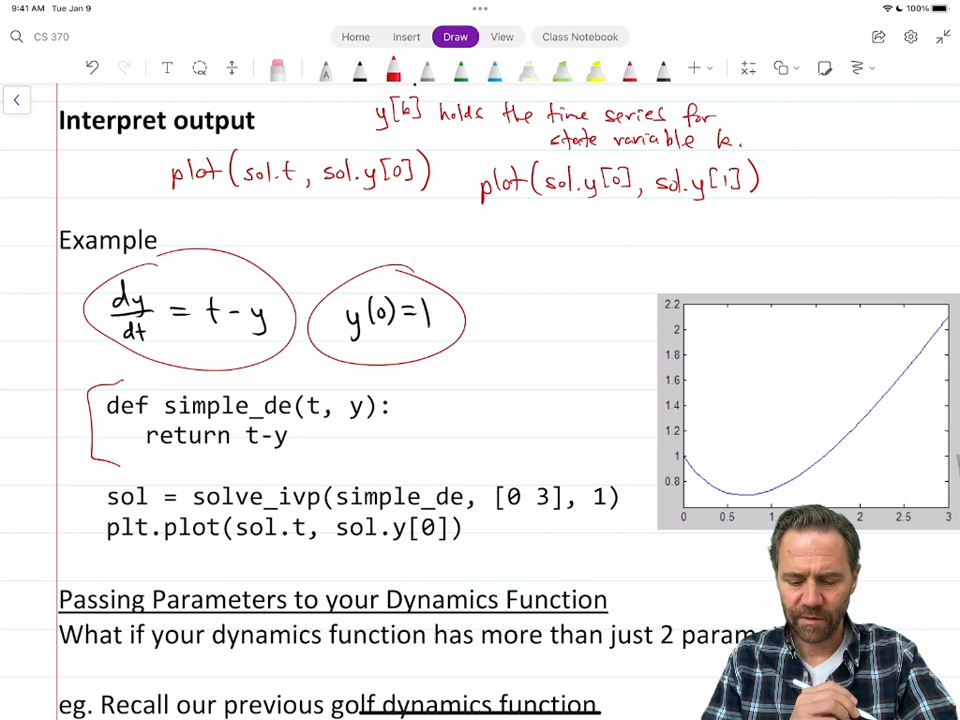 9:41 AM Tue Jan 9
100%
CS 370
Home Insert Draw View Class Notebook
Interpret output
y[k] holds the time series for
state variable k.
plot(sol.t, sol.y[0])
plot(sol.y[0], sol.y[1])
Example
dy/dt = t - y
y(0)=1
def simple_de(t, y):
return t-y
sol = solve_ivp(simple_de, [0 3], 1)
plt.plot(sol.t, sol.y[0])
2.2
2
1.8
1.6
1.4
1.2
1
0.8
0 0.5 1 2 2.5 3
Passing Parameters to your Dynamics Function
What if your dynamics function has more than just 2
eg. Recall our previous golf dynamics function